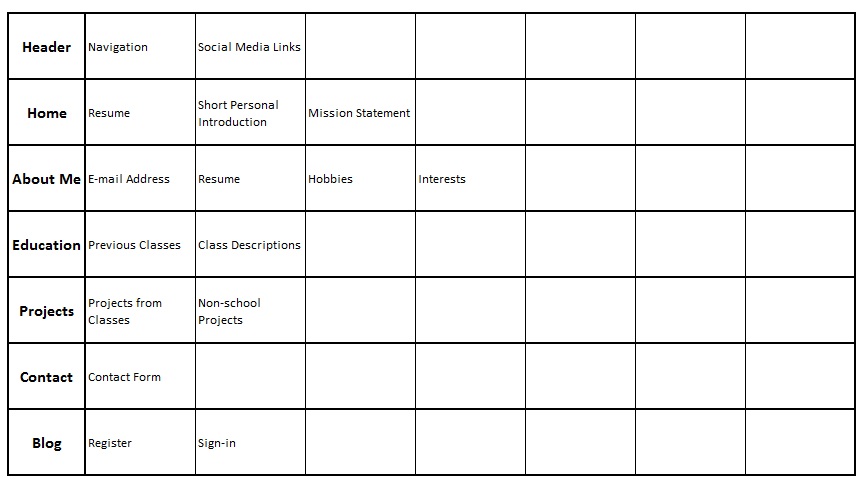 Header Navigation Social Media Links
Home Resume Short Personal
Introduction Mission Statement
About Me E-mail Address Resume Hobbies Interests
Education Previous Classes Class Descriptions
Projects Projects from
Classes Non-school
Projects
Contact Contact Form
Blog Register Sign-in